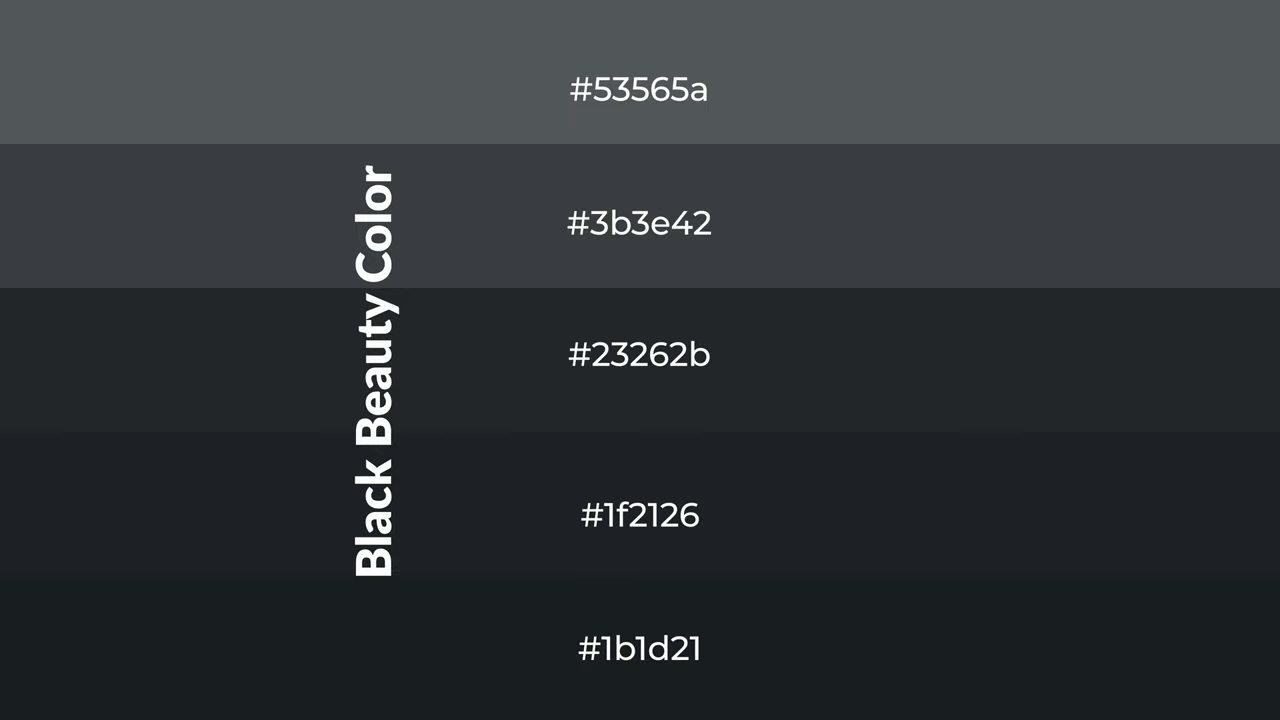 Black Beauty Color
#53565a
#3b3e42
#23262b
#1f2126
#1b1d21